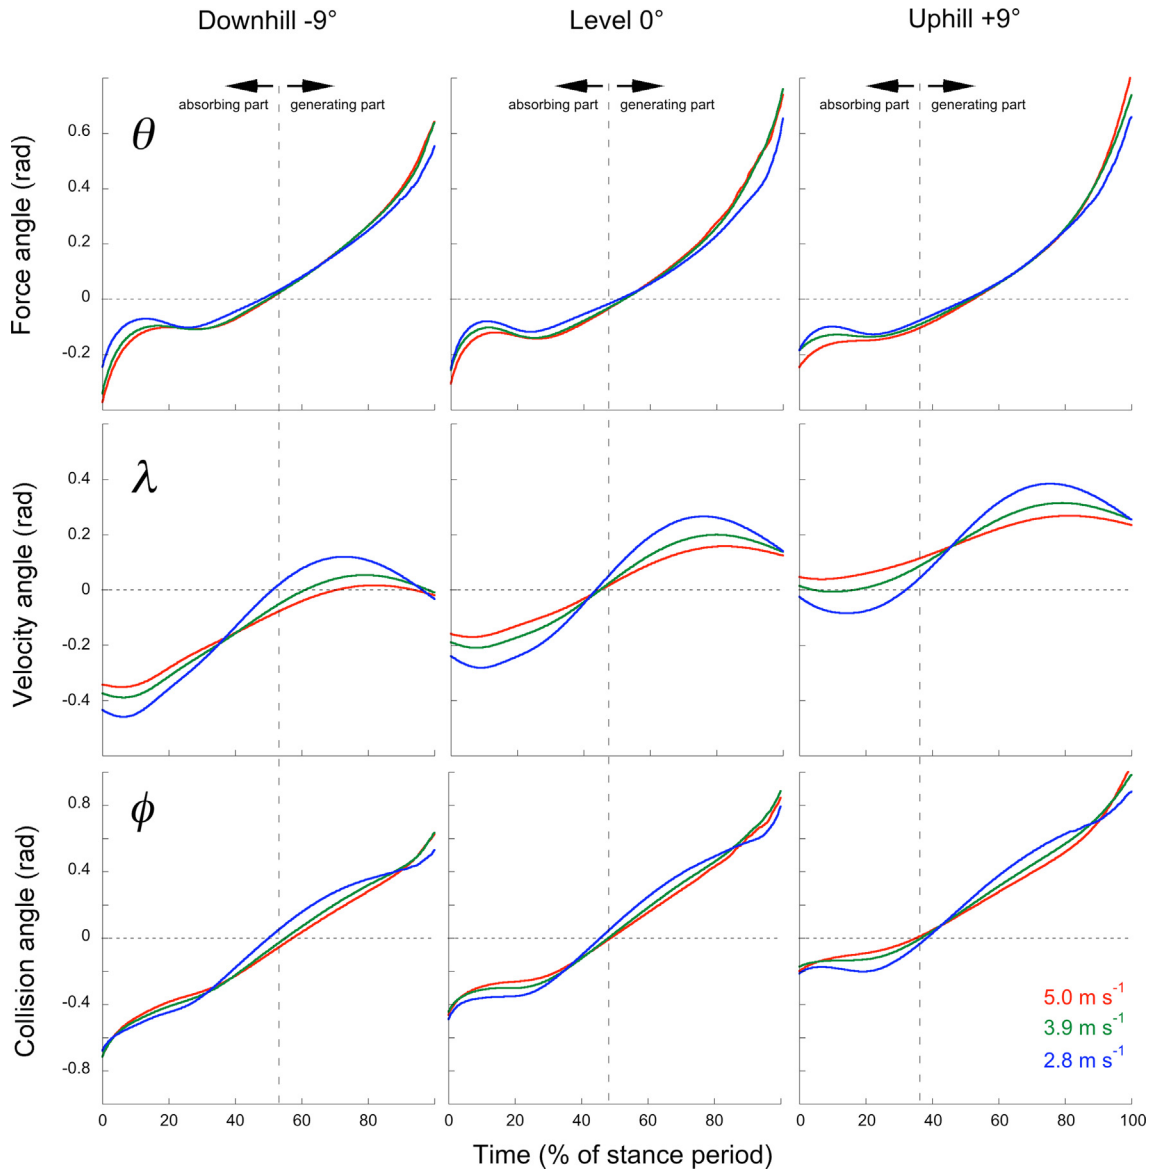 Downhill -9° Level 0° Uphill +9°
absorbing part generating part absorbing part generating part absorbing part generating part
Force angle (rad)
θ
0.6
0.4
0.2
0
-0.2
Velocity angle (rad)
λ
0.4
0.2
0
-0.2
-0.4
Collision angle (rad)
ϕ
0.8
0.4
0
-0.4
-0.8
5.0 m s⁻¹
3.9 m s⁻¹
2.8 m s⁻¹
0 20 40 60 80 0 20 40 60 80 0 20 40 60 80 100
Time (% of stance period)